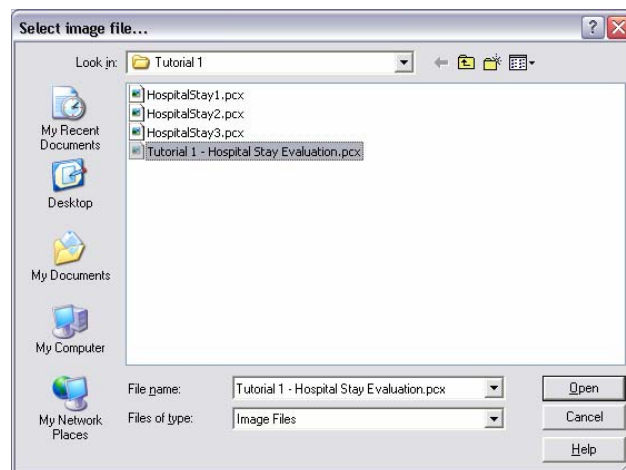 Select image file...
Look in: Tutorial 1
HospitalStay1.pcx
HospitalStay2.pcx
HospitalStay3.pcx
Tutorial 1 - Hospital Stay Evaluation.pcx
My Recent
Documents
Desktop
My Documents
My Computer
My Network
Places
File name: Tutorial 1 - Hospital Stay Evaluation.pcx Open
Files of type: Image Files Cancel
Help